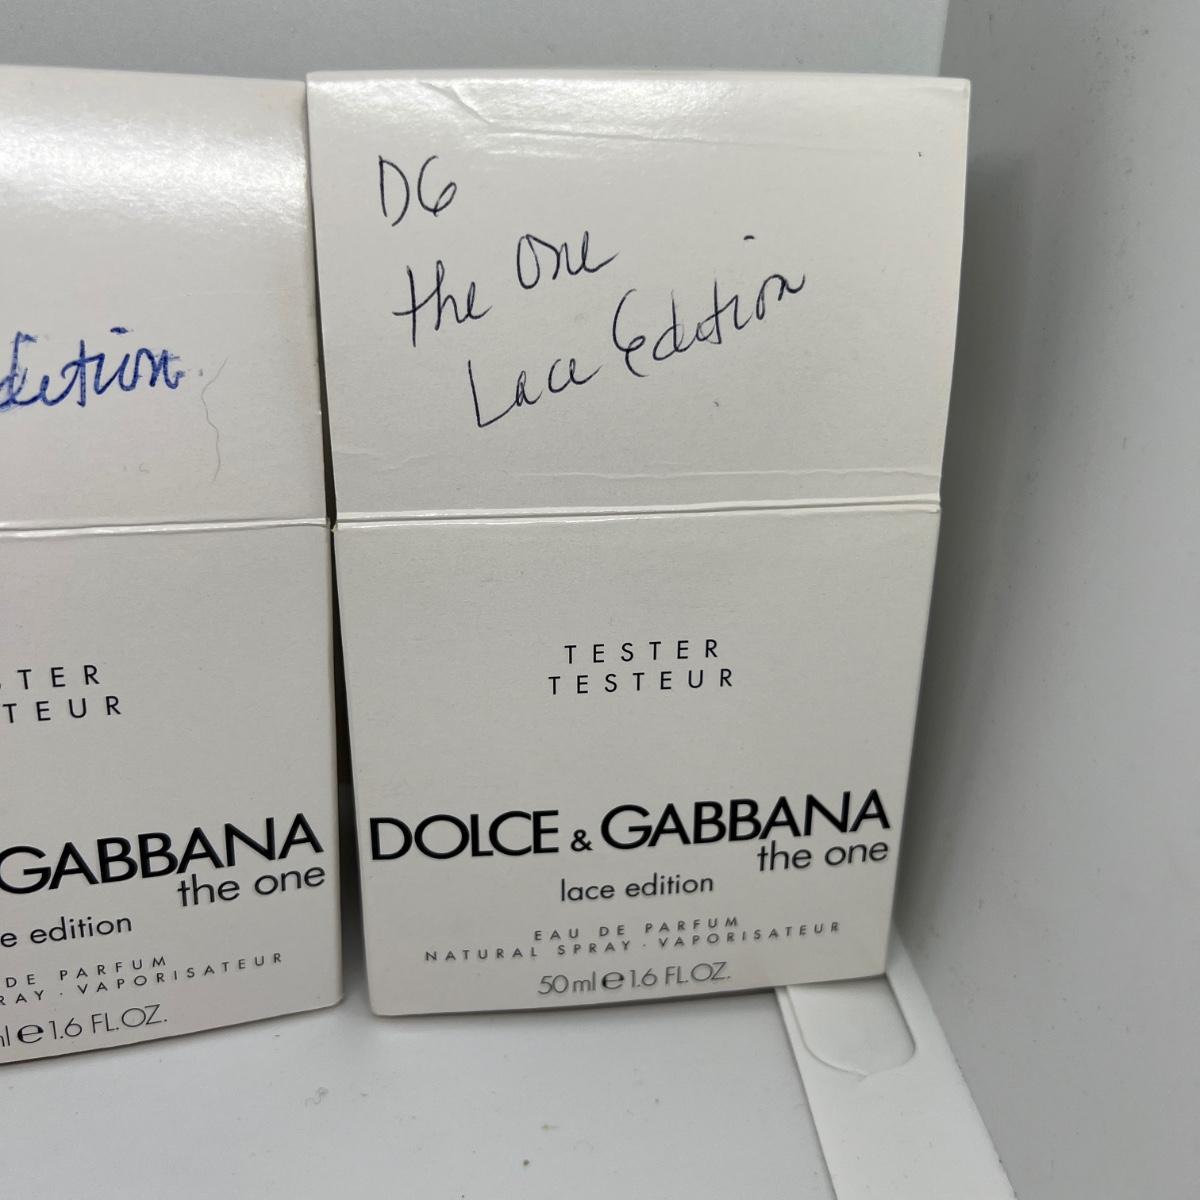 DG
the One
Lace Edition
TESTER
TESTEUR
DOLCE & GABBANA
the one
lace edition
EAU DE PARFUM
NATURAL SPRAY · VAPORISATEUR
50 ml e 1.6 FL.OZ.
dition
STER
TEUR
GABBANA
the one
e edition
DE PARFUM
RAY · VAPORISATEUR
ml e 1.6 FL.OZ.